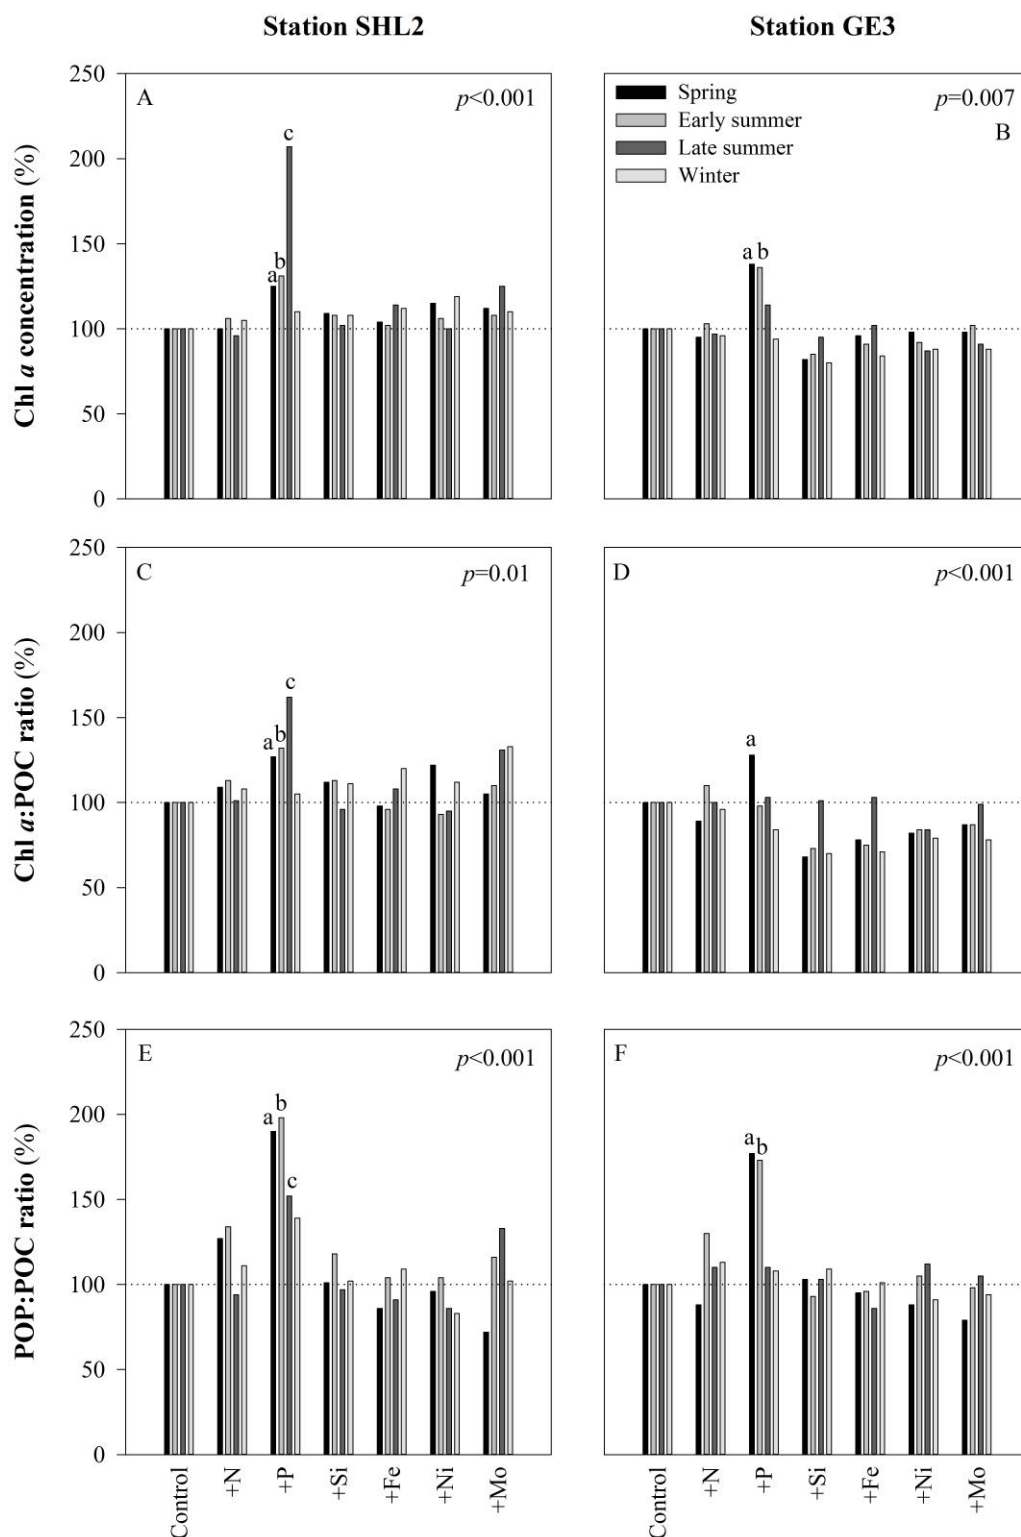 Station SHL2
Station GE3
Chl a concentration (%)
250
200
150
100
50
0
A
p<0.001
a
b
c
Spring
Early summer
Late summer
Winter
p=0.007
B
a b
Chl a:POC ratio (%)
250
200
150
100
50
0
C
p=0.01
a
b
c
D
p<0.001
a
POP:POC ratio (%)
250
200
150
100
50
0
E
p<0.001
a
b
c
F
p<0.001
a
b
Control
+N
+P
+Si
+Fe
+Ni
+Mo
Control
+N
+P
+Si
+Fe
+Ni
+Mo